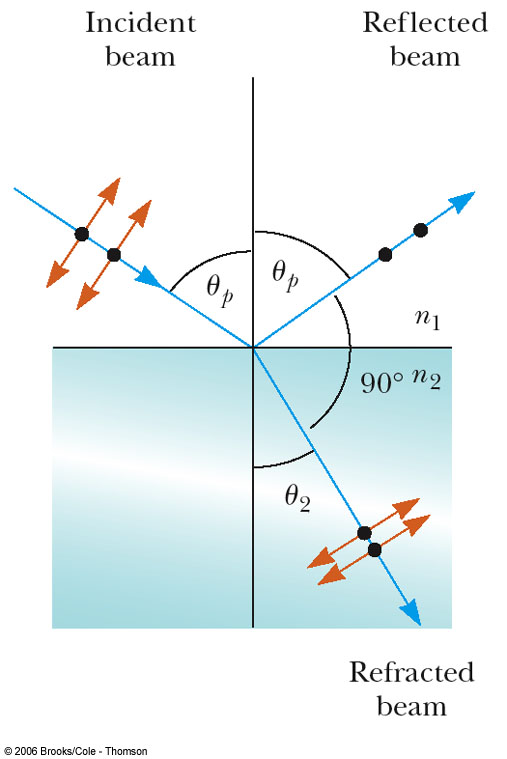 Incident
beam
Reflected
beam
θp
θp
n1
90° n2
θ2
Refracted
beam
© 2006 Brooks/Cole - Thomson